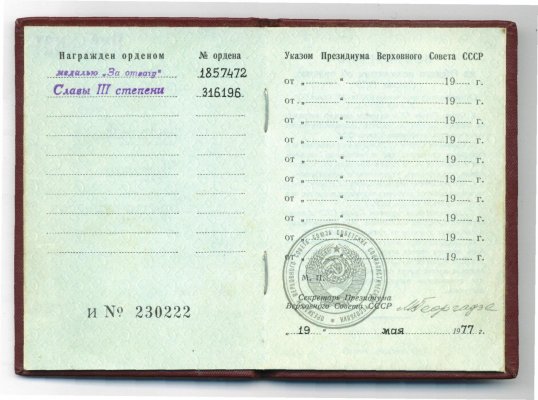 Награжден орденом № ордена
медалью „За отвагу" 1857472
Славы III степени 316196.
И № 230222
Указом Президиума Верховного Совета СССР
от „ " 19 г.
от „ " 19 г.
от „ " 19 г.
от „ " 19 г.
от „ " 19 г.
от „ " 19 г.
от „ " 19 г.
от „ " 19 г.
от „ " 19 г.
от „ " 19 г.
М. П.
Секретарь Президиума
Верховного Совета СССР
„ 19 " мая 1977 г.